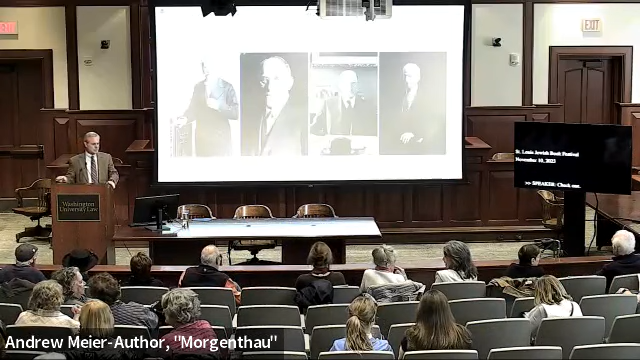 EXIT
EXIT
St. Louis Jewish Book Festival
November 10, 2023
>> SPEAKER: Check out.
Washington
University Law
Andrew Meier-Author, "Morgenthau"